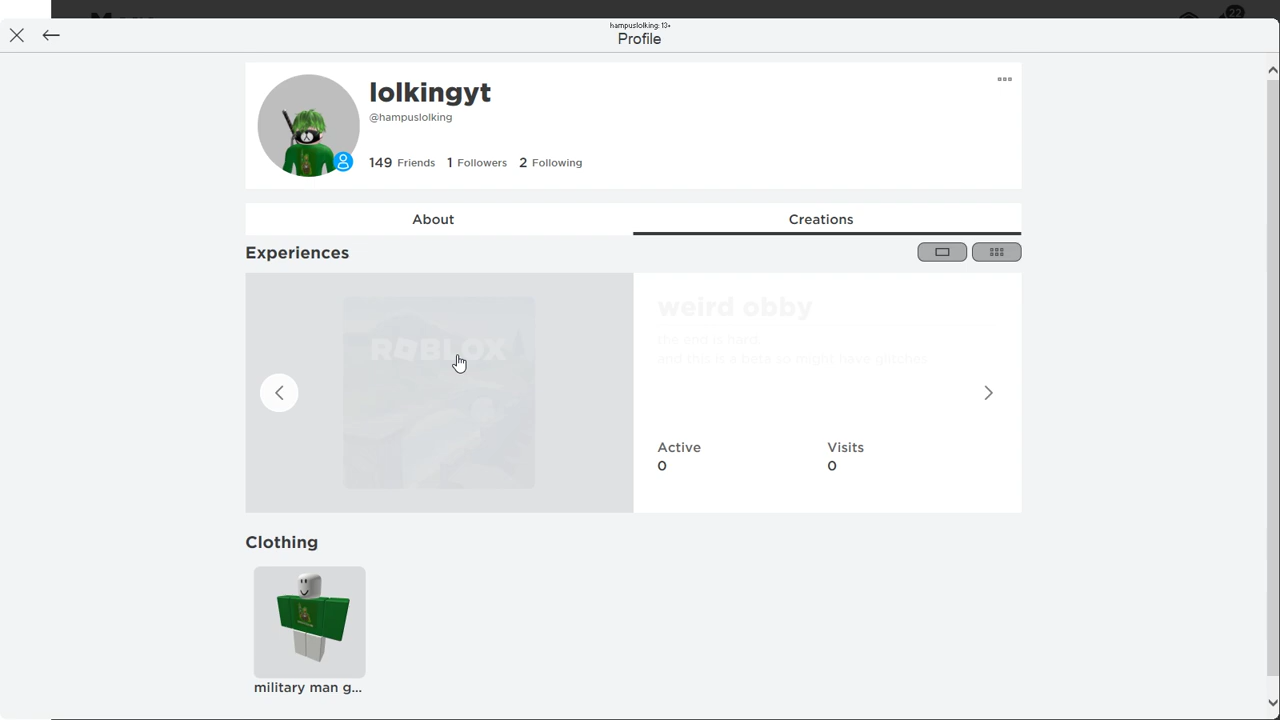 22
hampuslolking: 13+
Profile
lolkingyt
@hampuslolking
149 Friends 1 Followers 2 Following
About
Creations
Experiences
ROBLOX
weird obby
the end is hard.
and this is a beta so might have glitches
Active
Visits
0
0
Clothing
military man g...